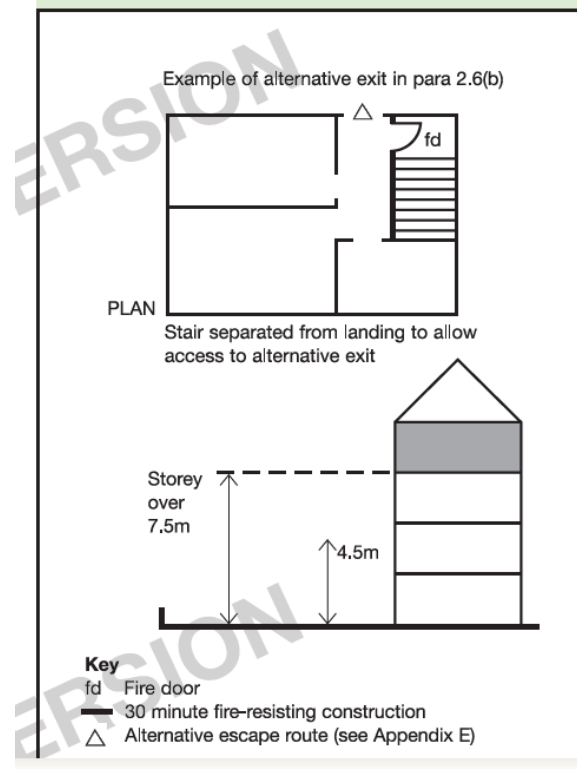 Example of alternative exit in para 2.6(b)
fd
PLAN
Stair separated from landing to allow
access to alternative exit
Storey
over
7.5m
4.5m
Key
fd Fire door
30 minute fire-resisting construction
Alternative escape route (see Appendix E)
ERSION
ERSION